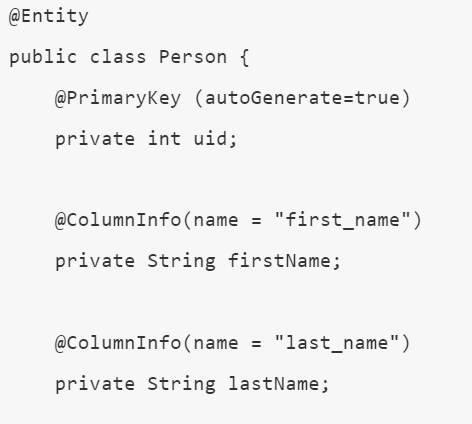 @Entity
public class Person {
    @PrimaryKey (autoGenerate=true)
    private int uid;
    @ColumnInfo(name = "first_name")
    private String firstName;
    @ColumnInfo(name = "last_name")
    private String lastName;